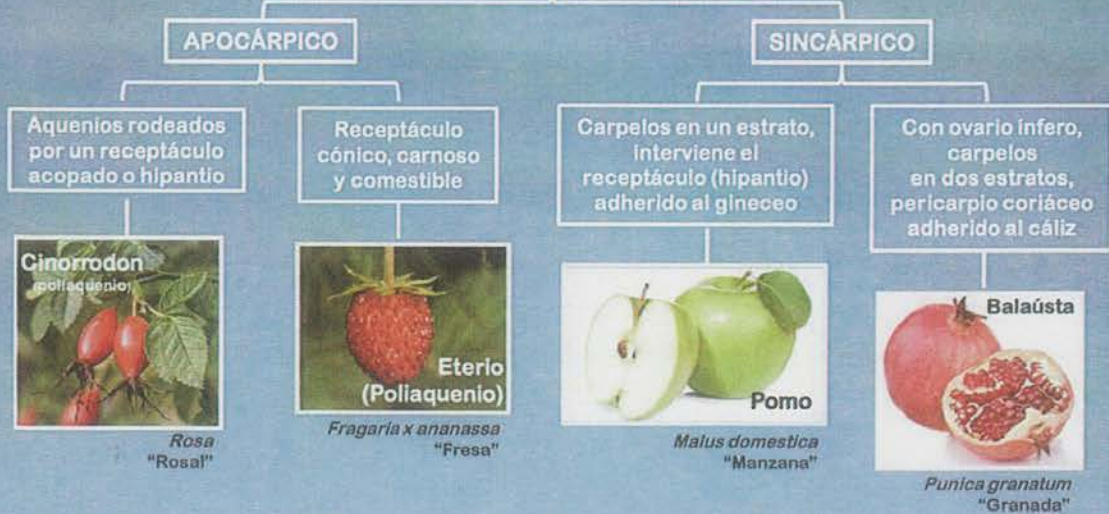 APOCÁRPICO
SINCÁRPICO
Aquenios rodeados
por un receptáculo
acopado o hipantio
Receptáculo
cónico, carnoso
y comestible
Carpelos en un estrato,
interviene el
receptáculo (hipantio)
adherido al gineceo
Con ovario ínfero,
carpelos
en dos estratos,
pericarpio coriáceo
adherido al cáliz
Cinorrodon
(poliaquenio)
Rosa
"Rosal"
Eterio
(Poliaquenio)
Fragaria x ananassa
"Fresa"
Pomo
Malus domestica
"Manzana"
Balaústa
Punica granatum
"Granada"